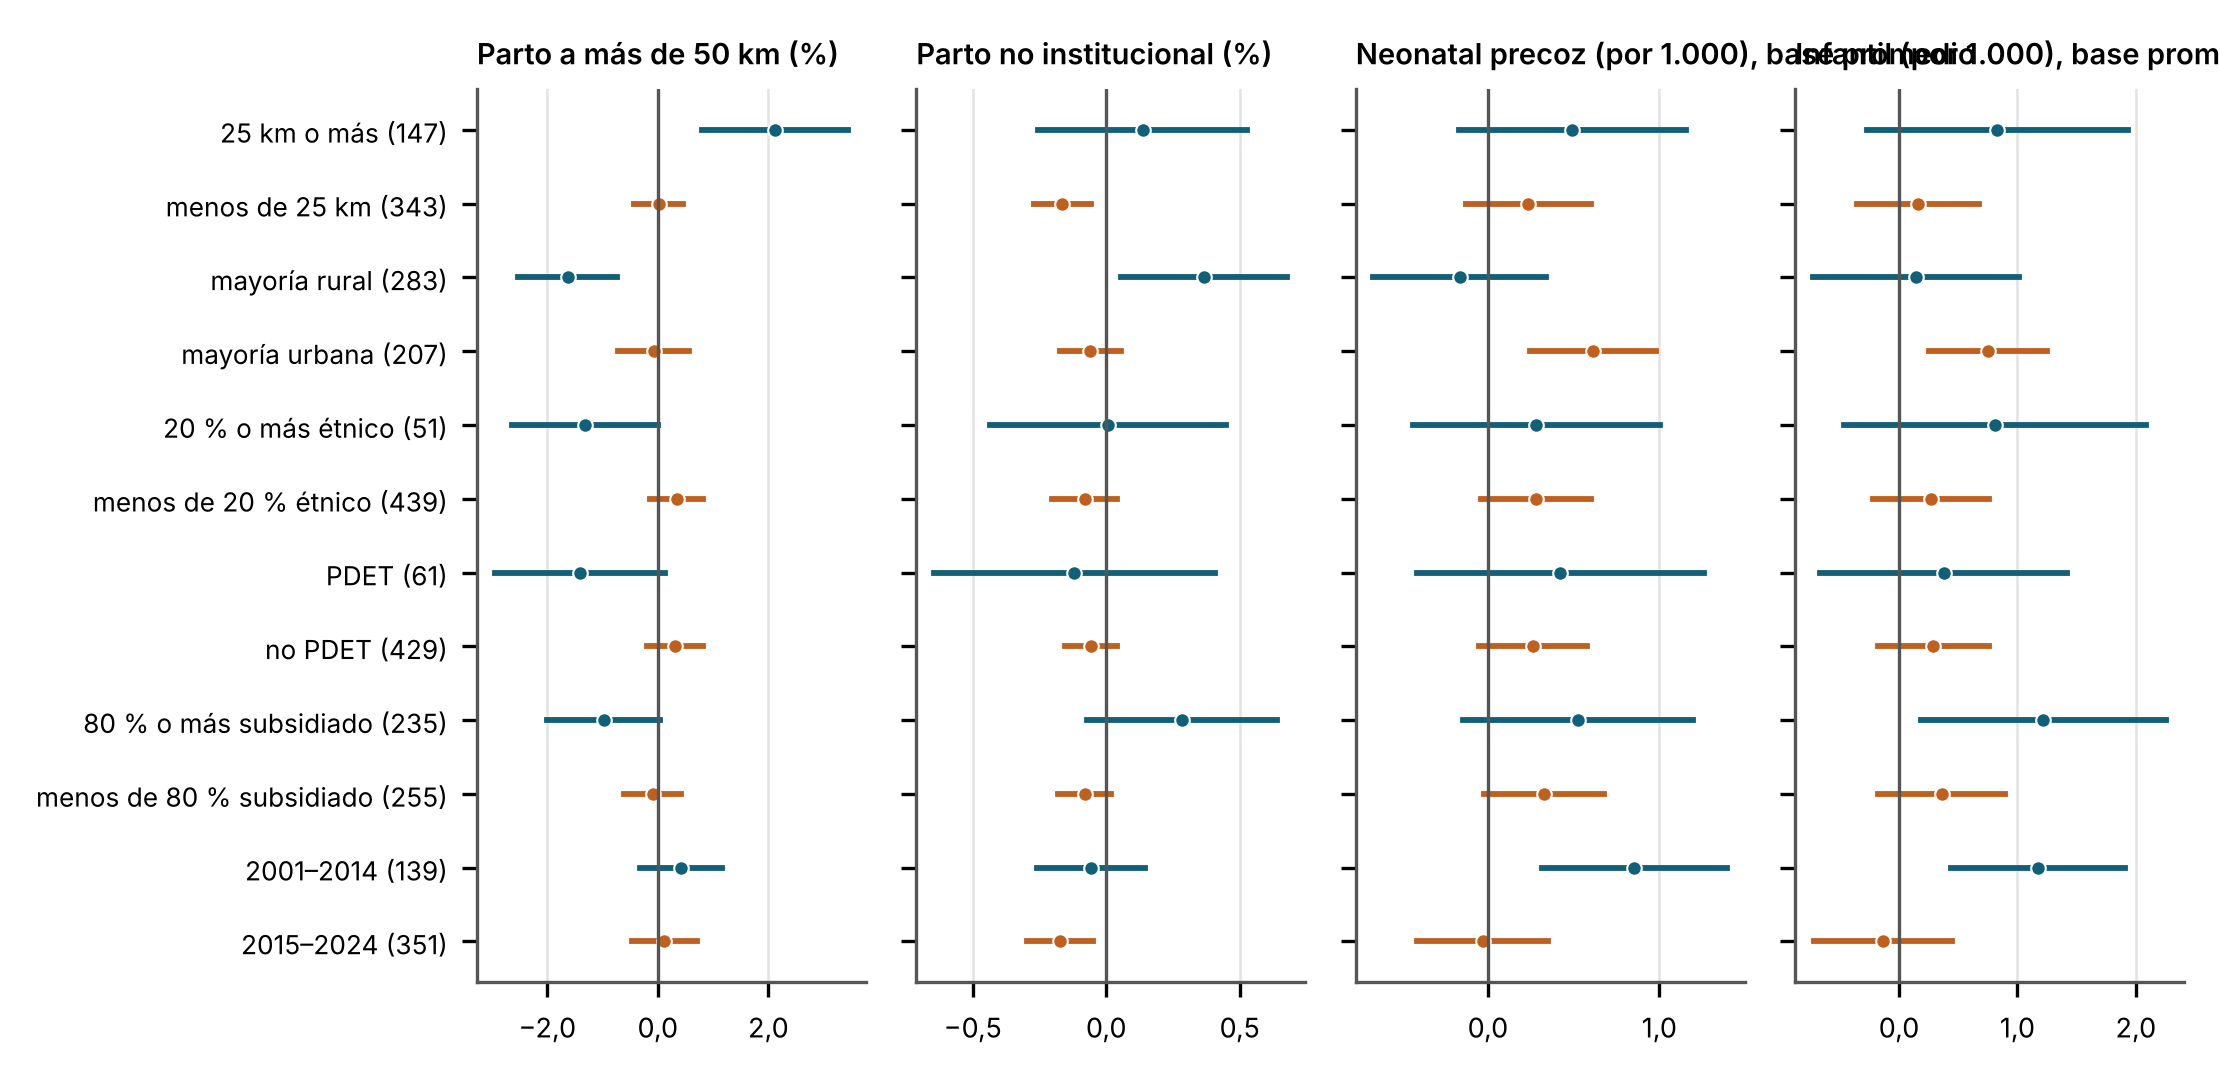 Parto a más de 50 km (%)
Parto no institucional (%)
Neonatal precoz (por 1.000), base promedio
Infantil (por 1.000), base prom
25 km o más (147)
menos de 25 km (343)
mayoría rural (283)
mayoría urbana (207)
20 % o más étnico (51)
menos de 20 % étnico (439)
PDET (61)
no PDET (429)
80 % o más subsidiado (235)
menos de 80 % subsidiado (255)
2001–2014 (139)
2015–2024 (351)
−2,0 0,0 2,0
−0,5 0,0 0,5
0,0 1,0
0,0 1,0 2,0